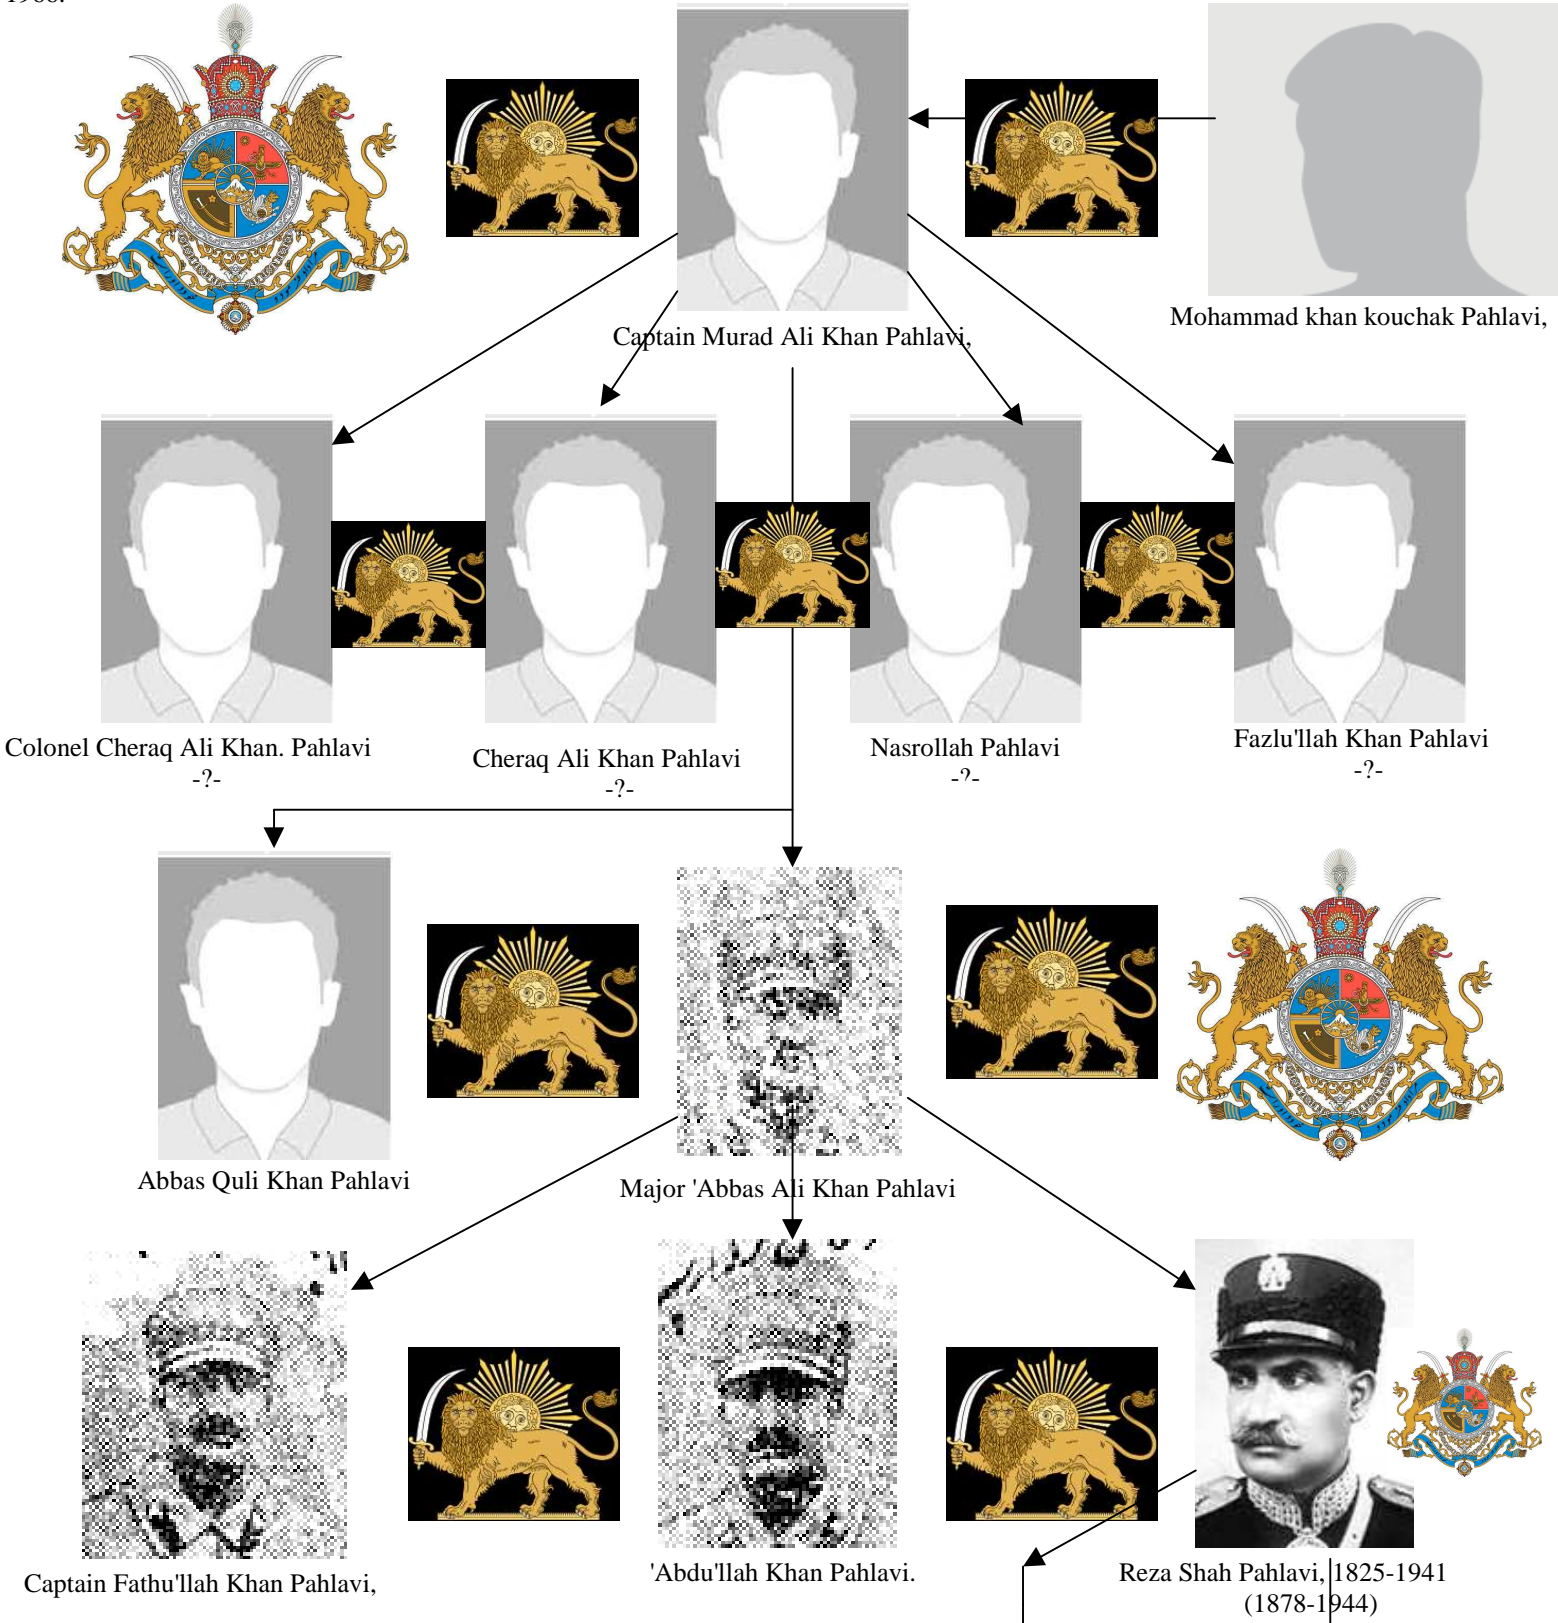 Captain Murad Ali Khan Pahlavi,
Mohammad khan kouchak Pahlavi,
Colonel Cheraq Ali Khan. Pahlavi
-?-
Cheraq Ali Khan Pahlavi
-?-
Nasrollah Pahlavi
-?-
Fazlu'llah Khan Pahlavi
-?-
Abbas Quli Khan Pahlavi
Major 'Abbas Ali Khan Pahlavi
Captain Fathu'llah Khan Pahlavi,
'Abdu'llah Khan Pahlavi.
Reza Shah Pahlavi, 1825-1941
(1878-1944)